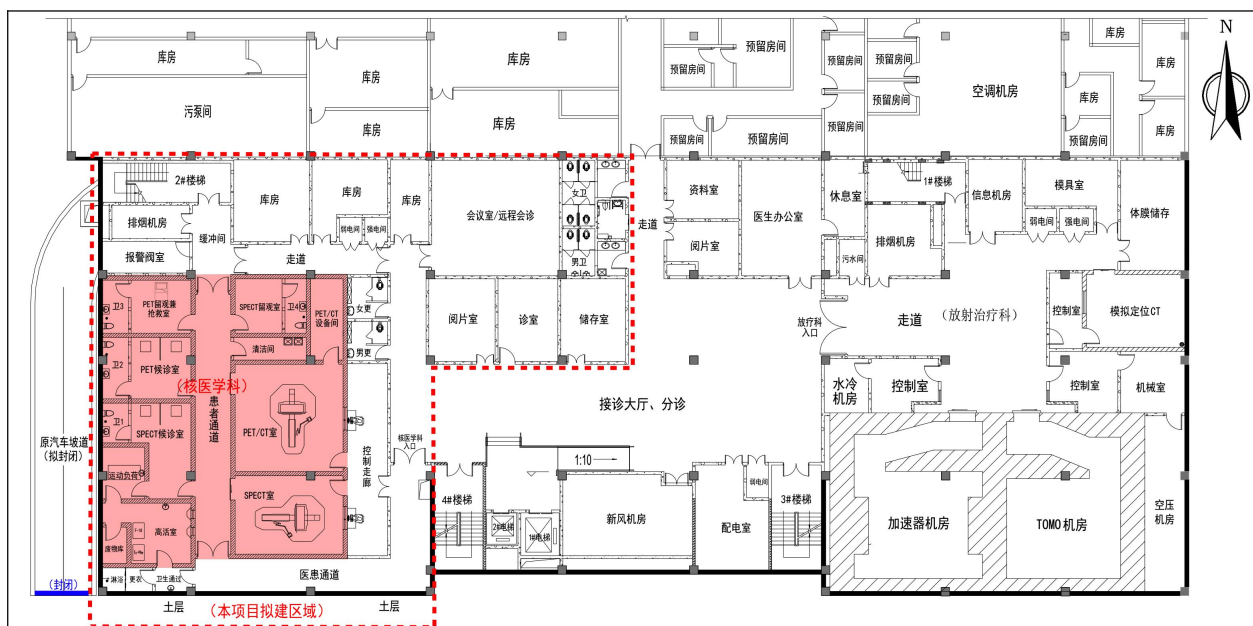 N
库房
库房
库房
预留房间
预留房间
预留房间
预留房间
预留房间
预留房间
空调机房
库房
库房
库房
预留房间
库房
污泵间
库房
库房
预留房间
预留房间
2#楼梯
库房
库房
库房
会议室/远程会诊
女卫
男卫
走道
资料室
医生办公室
休息室
1#楼梯
信息机房
模具室
体膜储存
排烟机房
缓冲间
弱电间
强电间
阅片室
污水间
排烟机房
弱电间
强电间
报警阀室
走道
卫3
PET留观兼
抢救室
SPECT留观室
卫4
PET/CT
设备间
女更
男更
清洁间
阅片室
诊室
储存室
放疗科
入口
走道
(放射治疗科)
控制室
模拟定位CT
卫2
PET候诊室
(核医学科)
患者通道
水冷
机房
控制室
控制室
机械室
卫1
SPECT候诊室
PET/CT室
控制走廊
核医学科
入口
接诊大厅、分诊
原汽车坡道
(拟封闭)
运动负荷
SPECT室
1:10
4#楼梯
2#电梯
1#电梯
新风机房
配电室
弱电间
3#楼梯
加速器机房
TOMO机房
空压
机房
高活室
废物库
(封闭)
淋浴
更衣
卫生通过
医患通道
土层
(本项目拟建区域)
土层